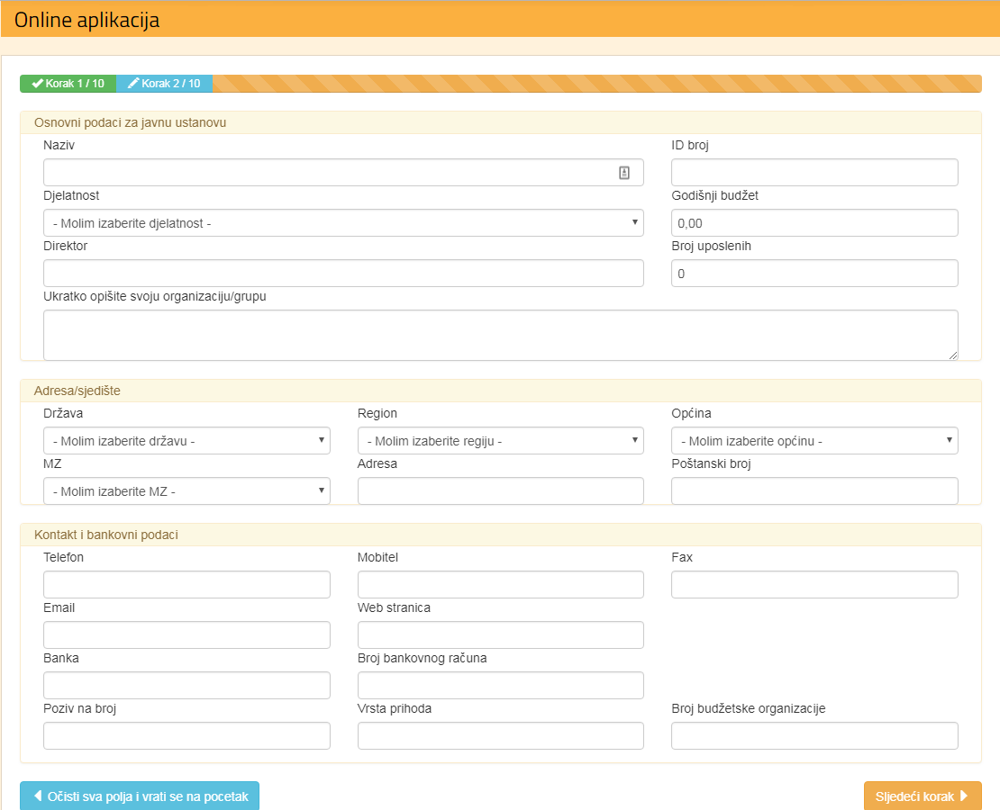 Online aplikacija
Korak 1 / 10 Korak 2 / 10
Osnovni podaci za javnu ustanovu
Naziv ID broj
Djelatnost Godišnji budžet
- Molim izaberite djelatnost - 0,00
Direktor Broj uposlenih
0
Ukratko opišite svoju organizaciju/grupu
Adresa/sjedište
Država Region Općina
- Molim izaberite državu - - Molim izaberite regiju - - Molim izaberite općinu -
MZ Adresa Poštanski broj
- Molim izaberite MZ -
Kontakt i bankovni podaci
Telefon Mobitel Fax
Email Web stranica
Banka Broj bankovnog računa
Poziv na broj Vrsta prihoda Broj budžetske organizacije
Očisti sva polja i vrati se na pocetak Sljedeći korak